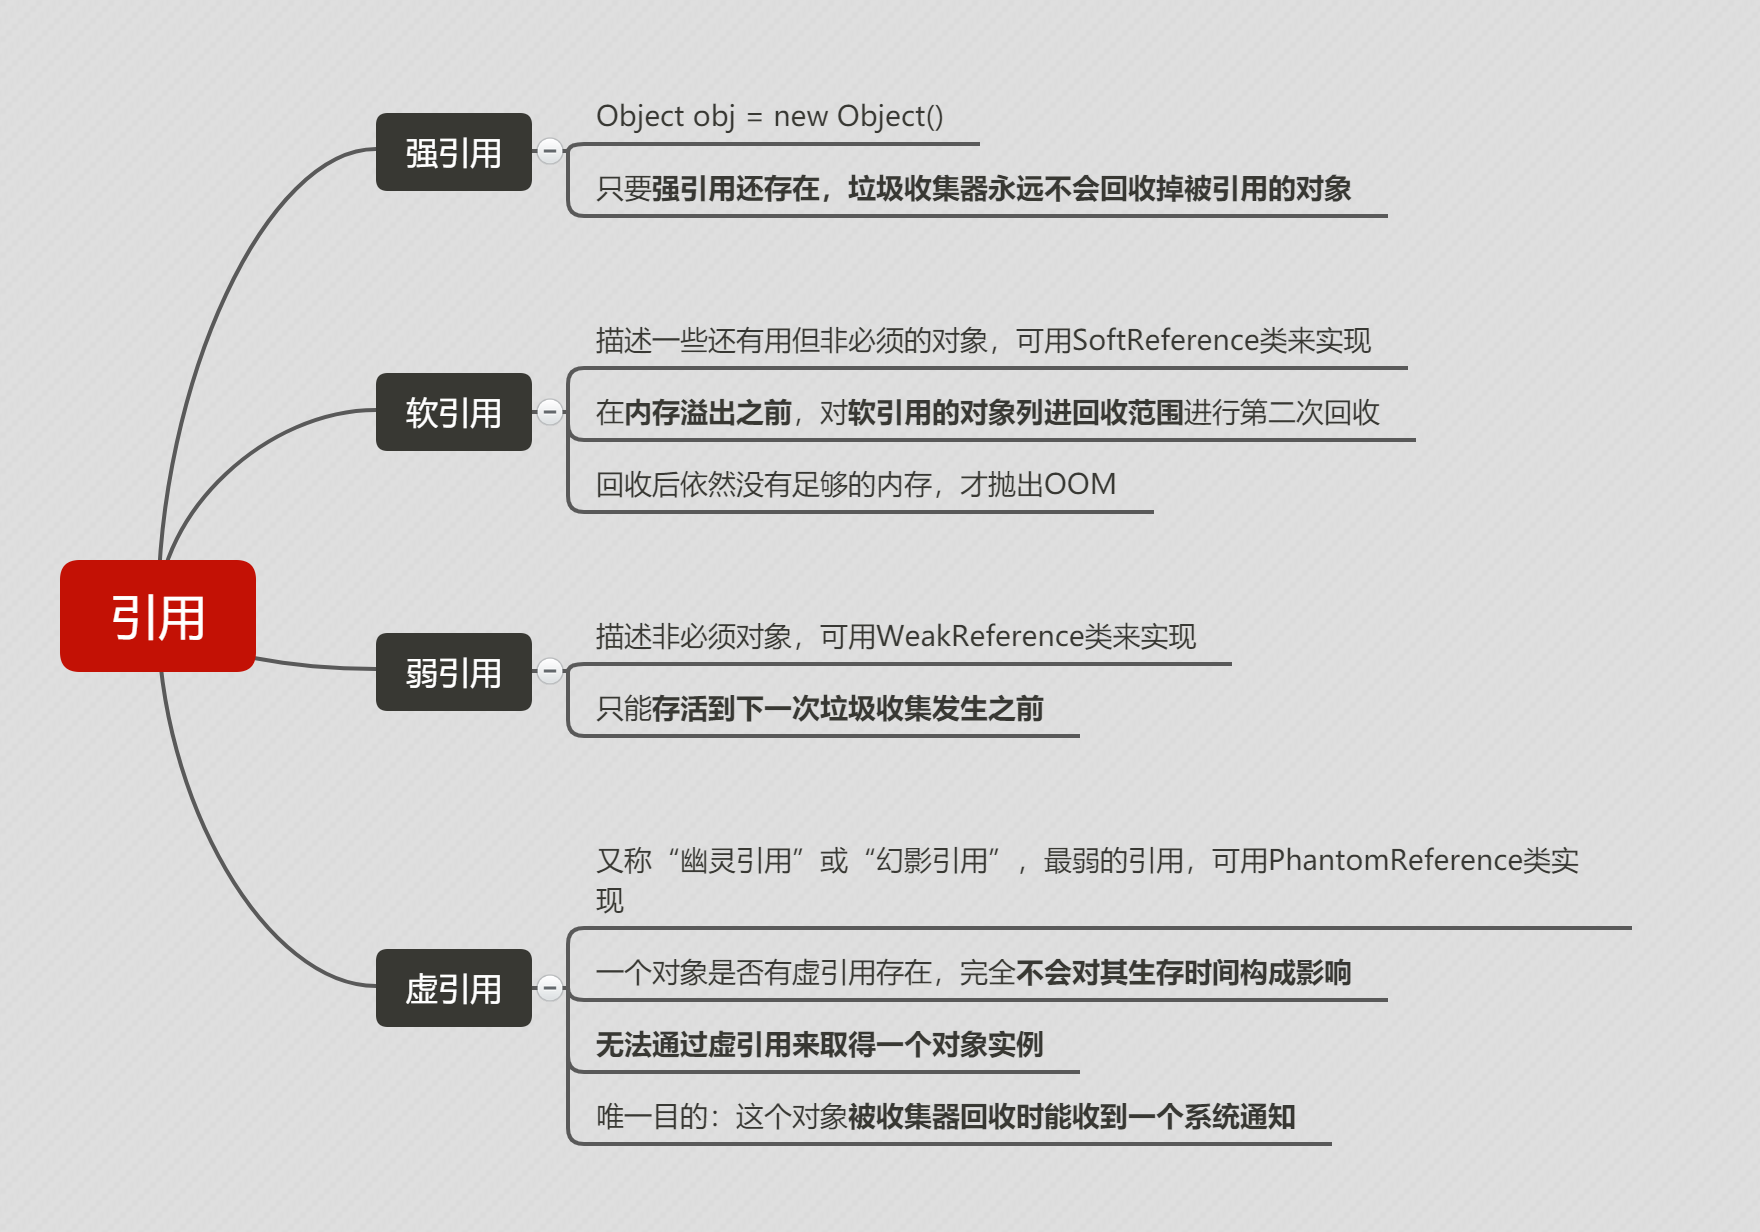 引用
强引用
Object obj = new Object()
只要强引用还存在，垃圾收集器永远不会回收掉被引用的对象
软引用
描述一些还有用但非必须的对象，可用SoftReference类来实现
在内存溢出之前，对软引用的对象列进回收范围进行第二次回收
回收后依然没有足够的内存，才抛出OOM
弱引用
描述非必须对象，可用WeakReference类来实现
只能存活到下一次垃圾收集发生之前
虚引用
又称“幽灵引用”或“幻影引用”，最弱的引用，可用PhantomReference类实
现
一个对象是否有虚引用存在，完全不会对其生存时间构成影响
无法通过虚引用来取得一个对象实例
唯一目的：这个对象被收集器回收时能收到一个系统通知